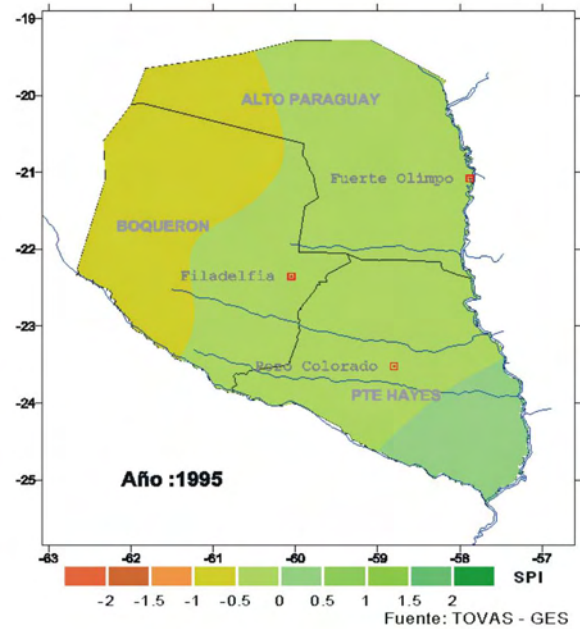 -19
-20
-21
-22
-23
-24
-25
ALTO PARAGUAY
Fuerte Olimpo
BOQUERON
Filadelfia
Pozo Colorado
PTE HAYES
Año :1995
-63 -62 -61 -60 -59 -58 -57
-2 -1.5 -1 -0.5 0 0.5 1 1.5 2 SPI
Fuente: TOVAS - GES